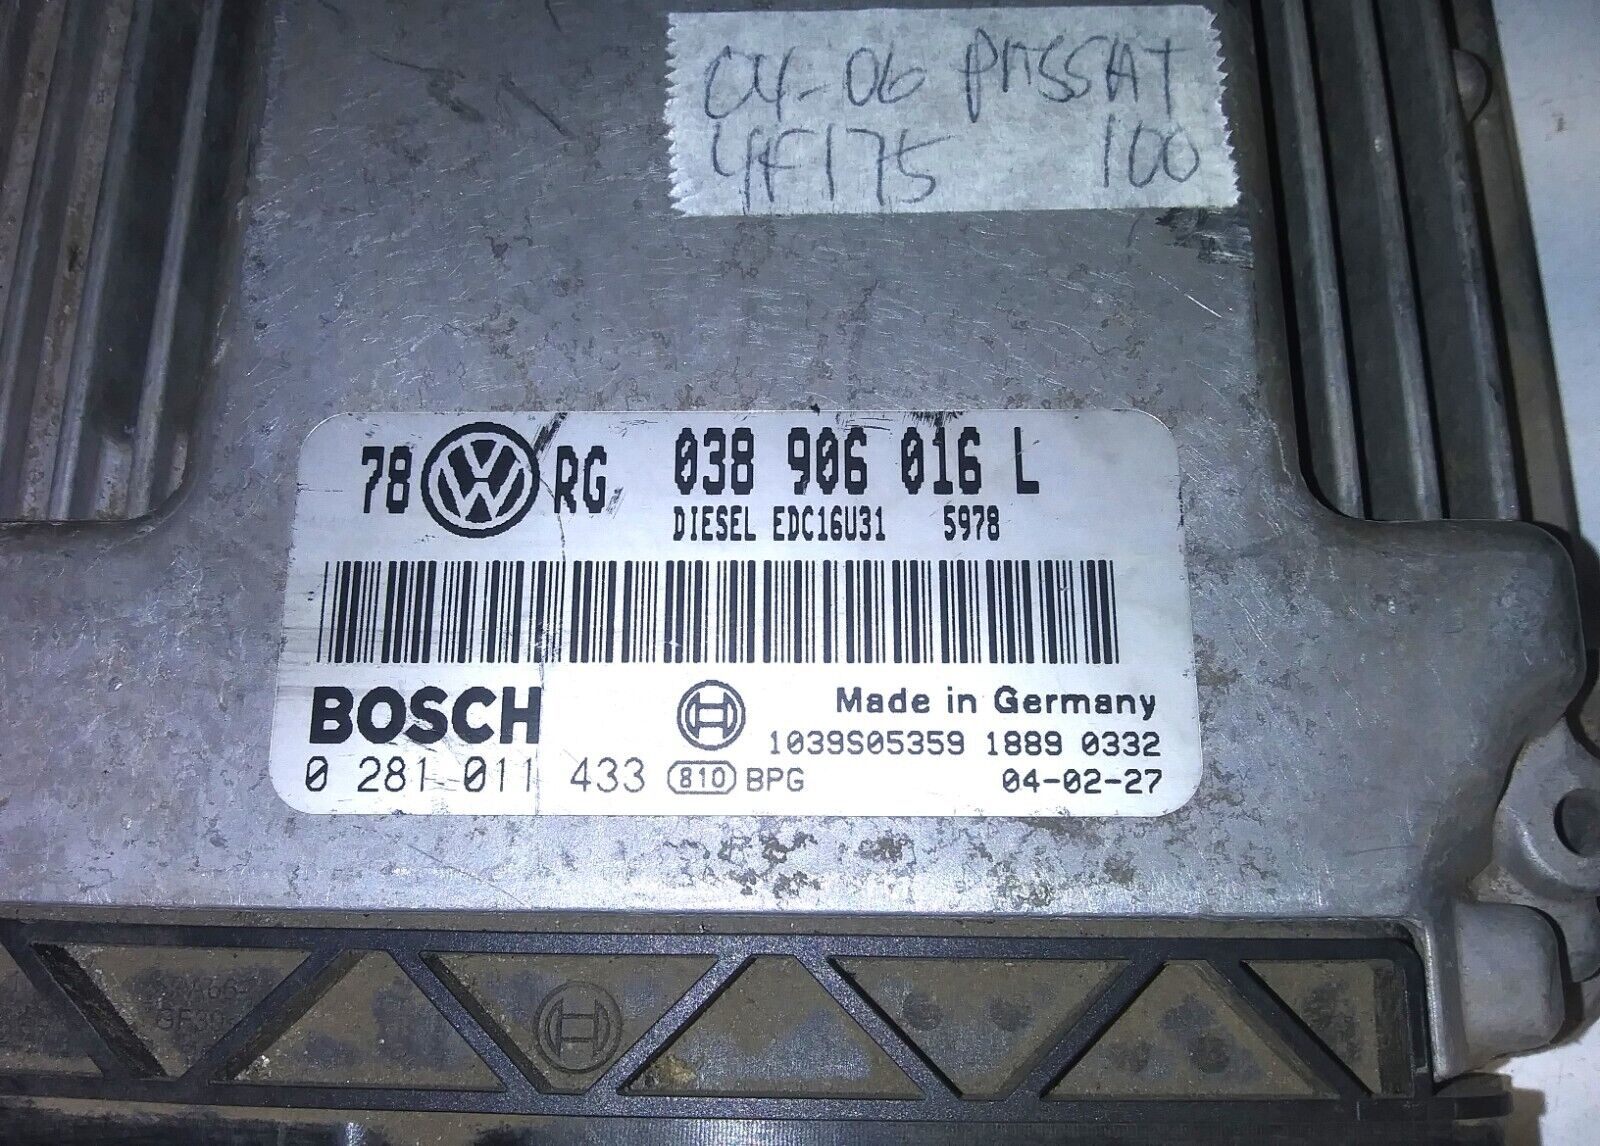 04-06 PASSAT
4F175 100
78 RG 038 906 016 L
DIESEL EDC16U31 5978
BOSCH
Made in Germany
1039S05359 1889 0332
0 281 011 433 810 BPG 04-02-27